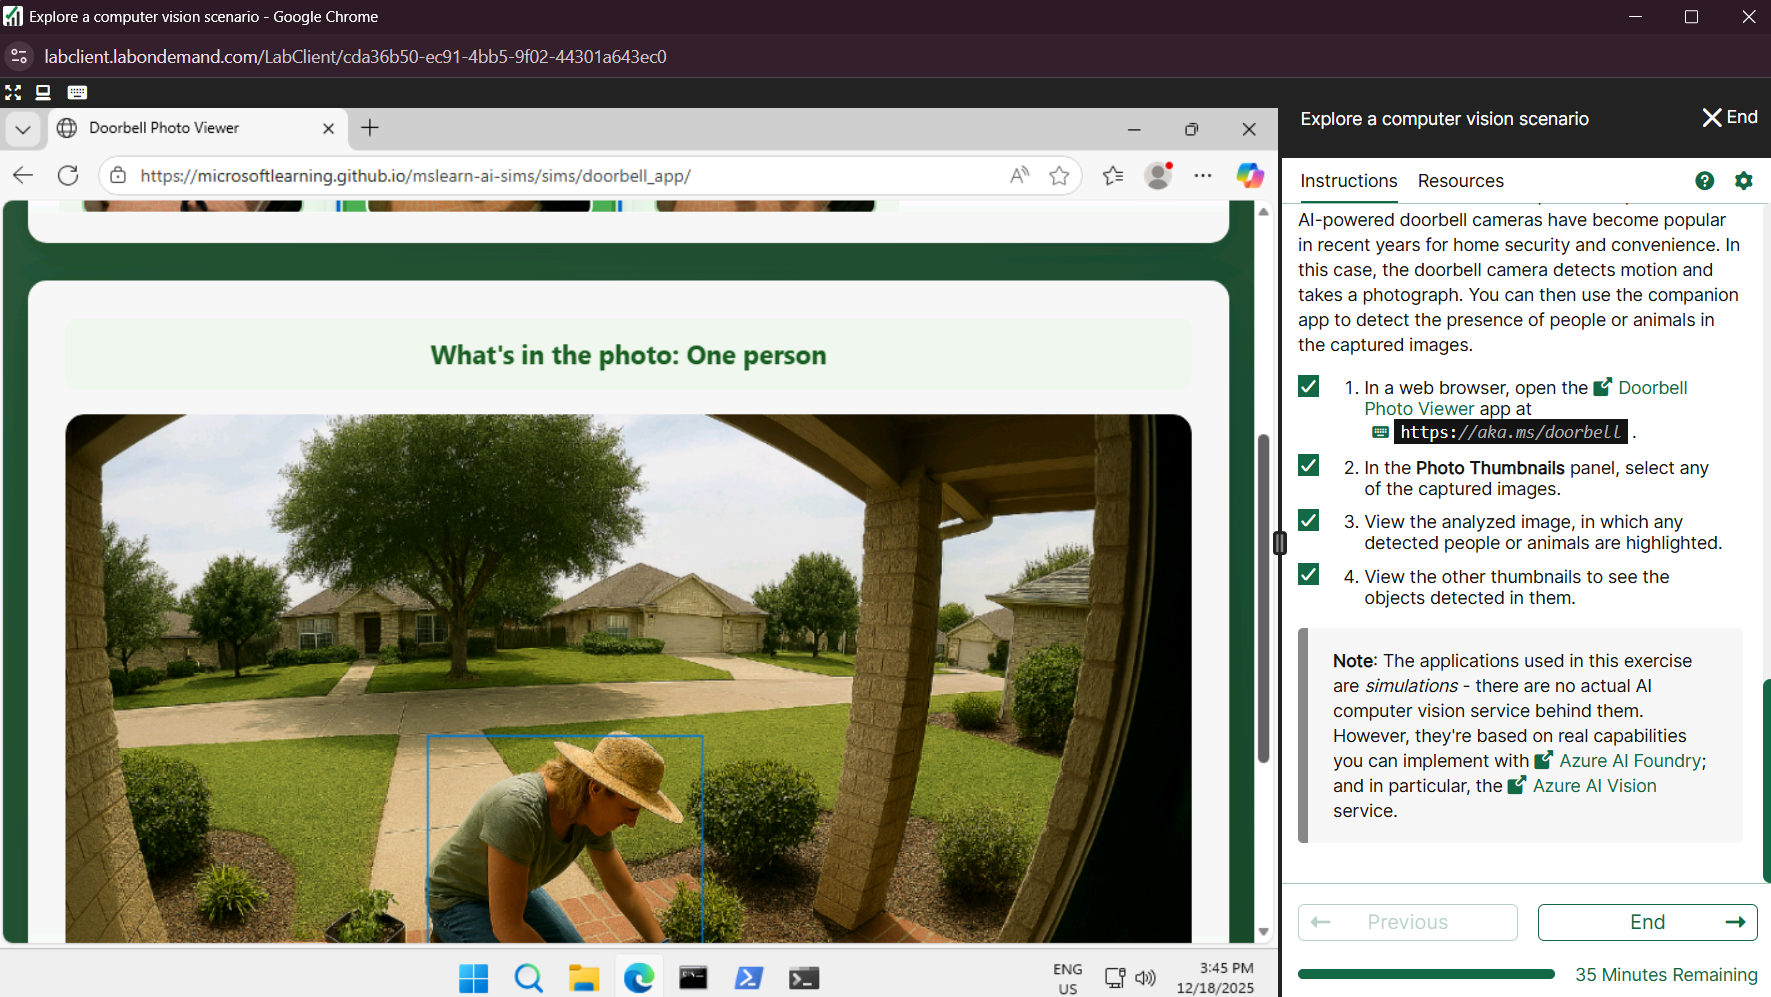 Explore a computer vision scenario - Google Chrome
labclient.labondemand.com/LabClient/cda36b50-ec91-4bb5-9f02-44301a643ec0
Doorbell Photo Viewer
https://microsoftlearning.github.io/mslearn-ai-sims/sims/doorbell_app/
What's in the photo: One person
ENG
US
3:45 PM
12/18/2025
Explore a computer vision scenario
End
Instructions
Resources
AI-powered doorbell cameras have become popular
in recent years for home security and convenience. In
this case, the doorbell camera detects motion and
takes a photograph. You can then use the companion
app to detect the presence of people or animals in
the captured images.
1. In a web browser, open the Doorbell
Photo Viewer app at
https://aka.ms/doorbell .
2. In the Photo Thumbnails panel, select any
of the captured images.
3. View the analyzed image, in which any
detected people or animals are highlighted.
4. View the other thumbnails to see the
objects detected in them.
Note: The applications used in this exercise
are simulations - there are no actual AI
computer vision service behind them.
However, they're based on real capabilities
you can implement with Azure AI Foundry;
and in particular, the Azure AI Vision
service.
Previous
End
35 Minutes Remaining